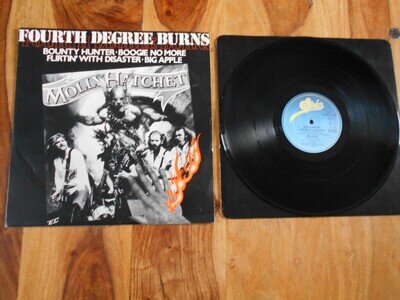 FOURTH DEGREE BURNS
BOUNTY HUNTER · BOOGIE NO MORE
FLIRTIN' WITH DISASTER · BIG APPLE
MOLLY HATCHET
Epic